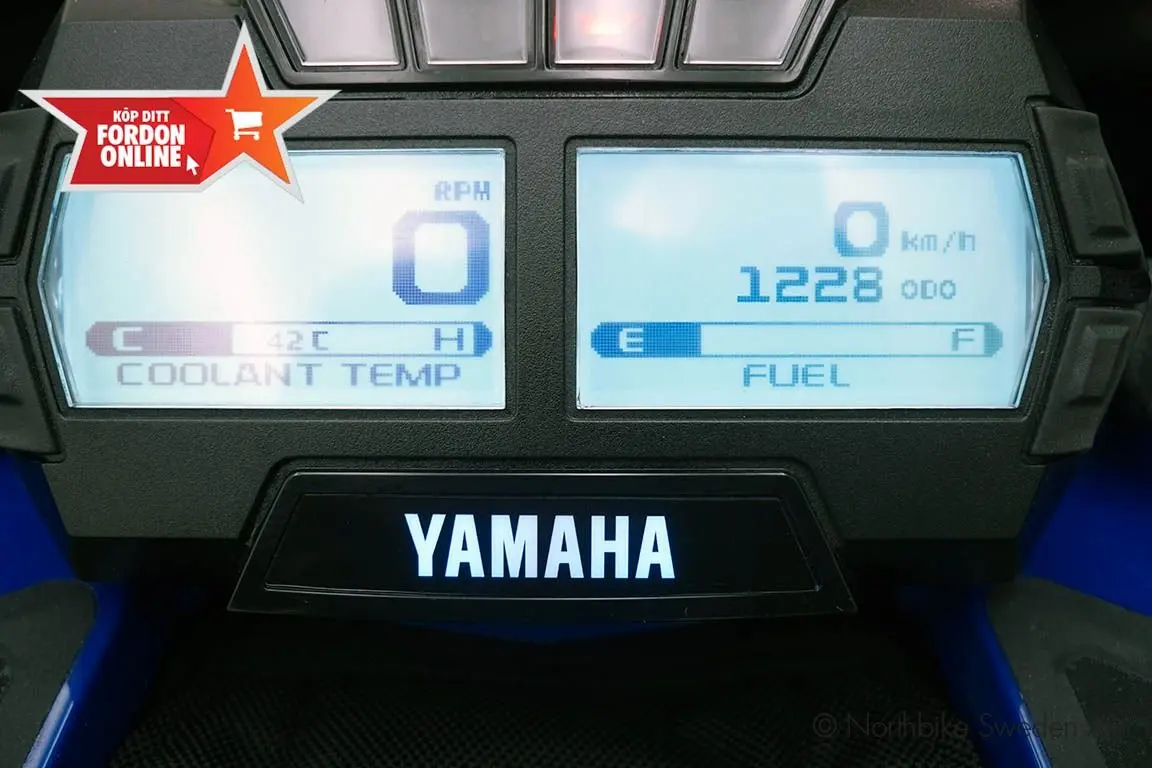 KÖP DITT
FORDON
ONLINE
RPM
0
C 42C H
COOLANT TEMP
0 km/h
1228 ODO
E F
FUEL
YAMAHA
© Northbike Sweden